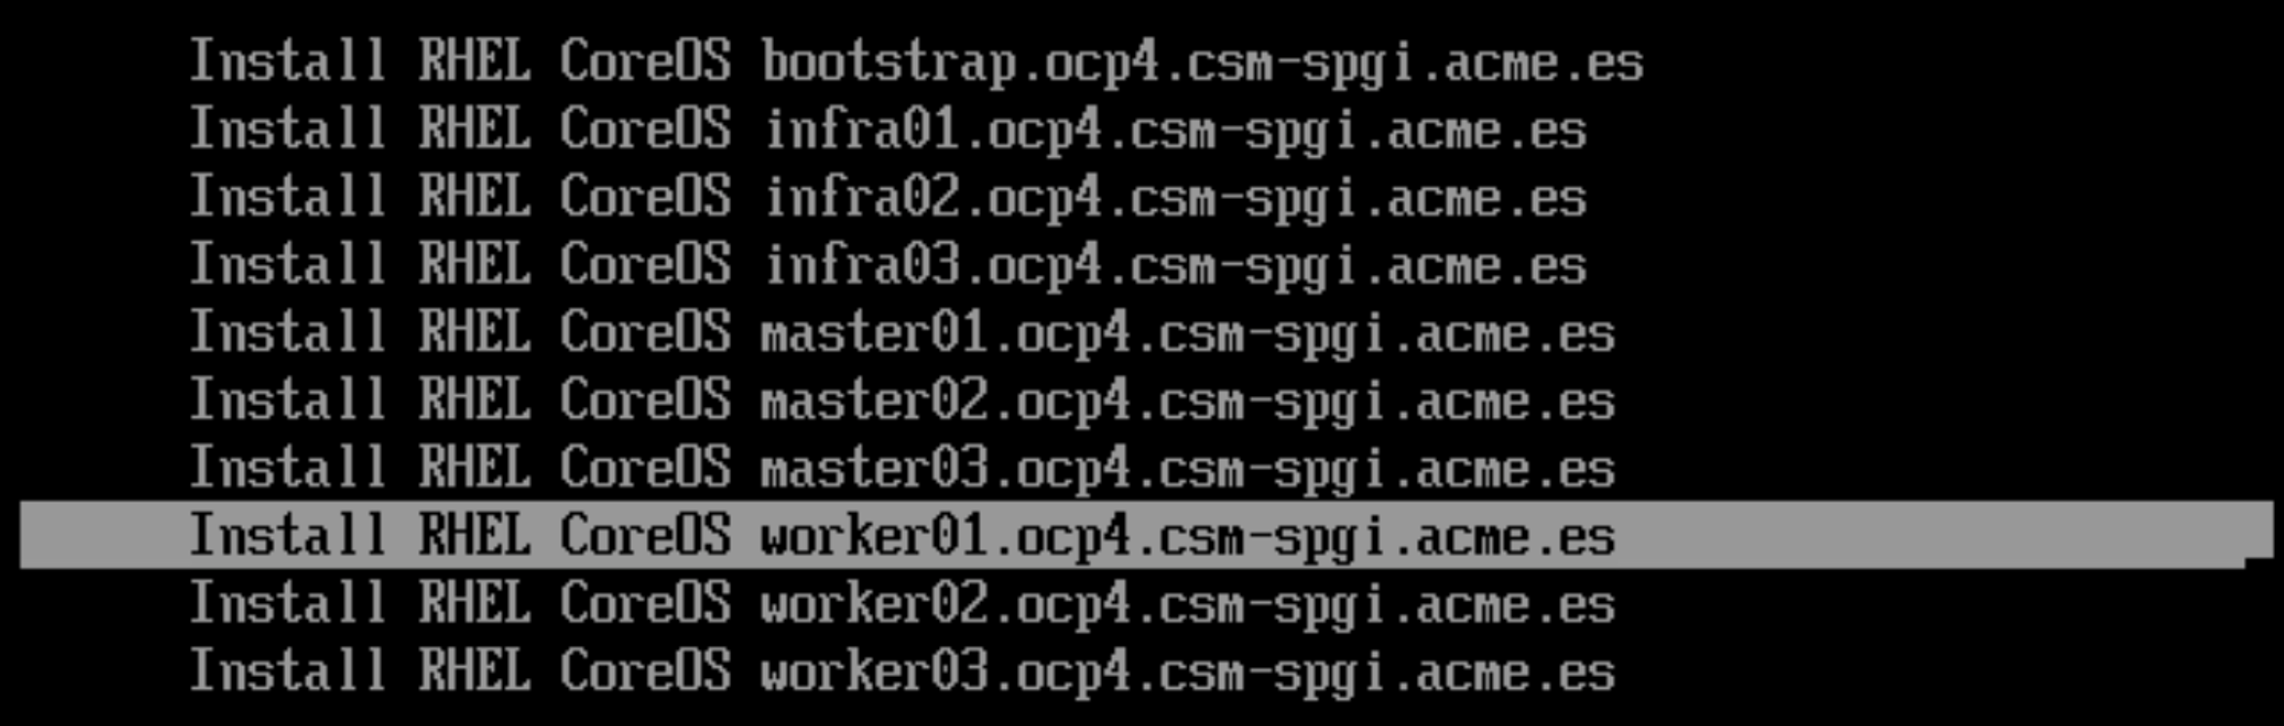 Install RHEL CoreOS bootstrap.ocp4.csm-spgi.acme.es
Install RHEL CoreOS infra01.ocp4.csm-spgi.acme.es
Install RHEL CoreOS infra02.ocp4.csm-spgi.acme.es
Install RHEL CoreOS infra03.ocp4.csm-spgi.acme.es
Install RHEL CoreOS master01.ocp4.csm-spgi.acme.es
Install RHEL CoreOS master02.ocp4.csm-spgi.acme.es
Install RHEL CoreOS master03.ocp4.csm-spgi.acme.es
Install RHEL CoreOS worker01.ocp4.csm-spgi.acme.es
Install RHEL CoreOS worker02.ocp4.csm-spgi.acme.es
Install RHEL CoreOS worker03.ocp4.csm-spgi.acme.es